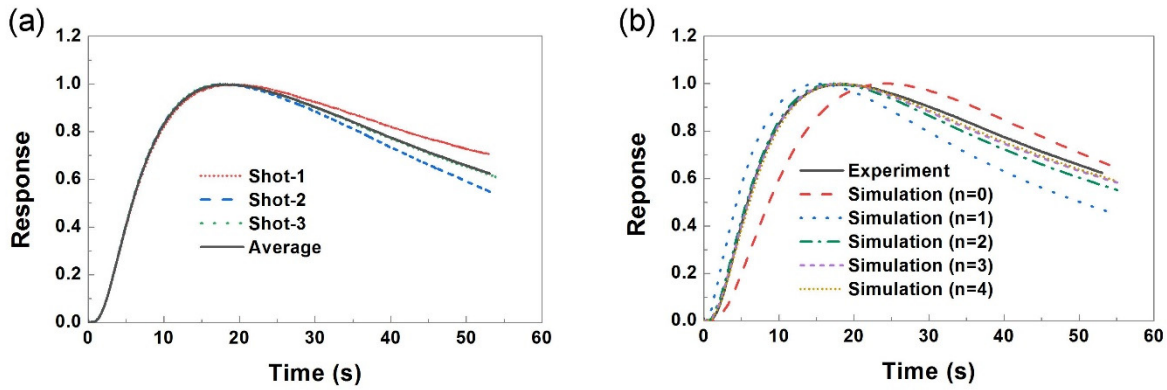 (a)
1.2
1.0
0.8
0.6
0.4
0.2
0.0
Response
Shot-1
Shot-2
Shot-3
Average
0 10 20 30 40 50 60
Time (s)
(b)
1.2
1.0
0.8
0.6
0.4
0.2
0.0
Reponse
Experiment
Simulation (n=0)
Simulation (n=1)
Simulation (n=2)
Simulation (n=3)
Simulation (n=4)
0 10 20 30 40 50 60
Time (s)